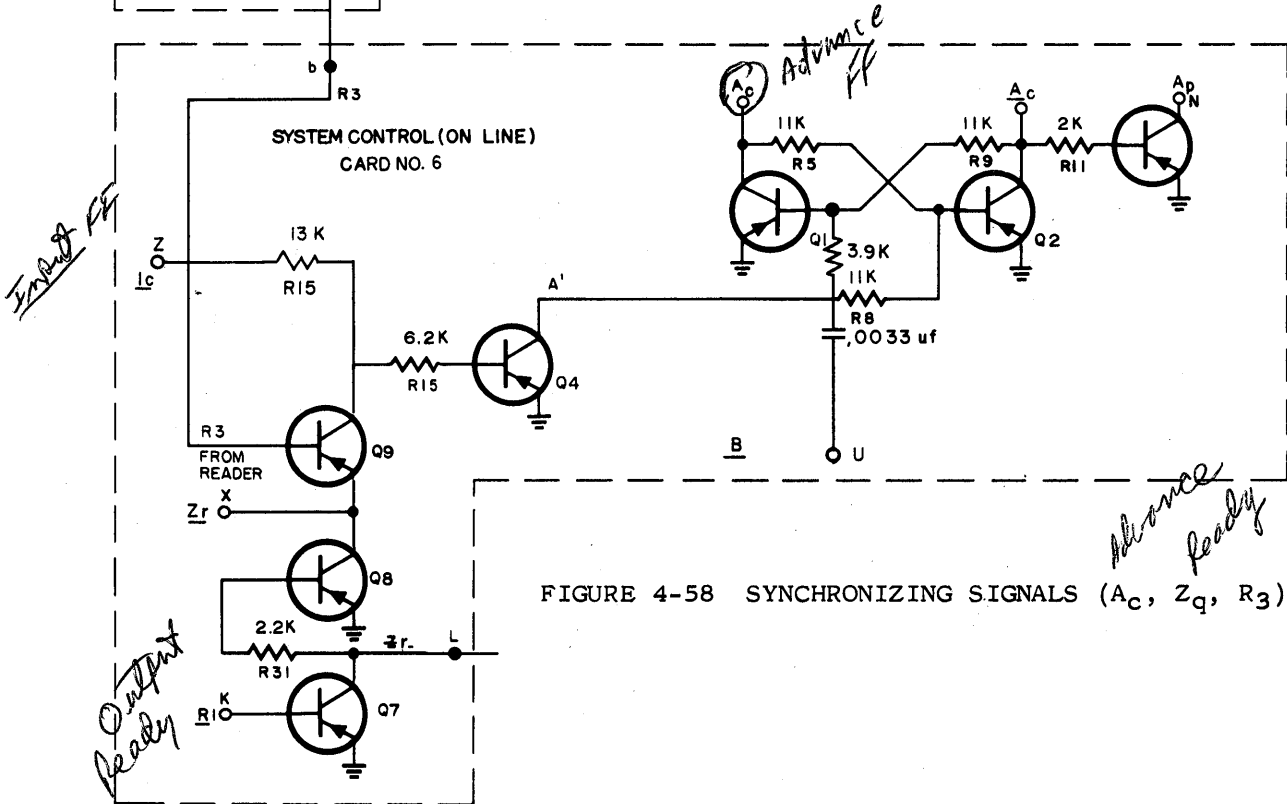 b
R3
SYSTEM CONTROL (ON LINE)
CARD NO. 6
Ac
Advance
FF
11K
R5
11K
R9
Ac
2K
R11
ApN
Input FF
Z
Ic
13 K
R15
Q1
3.9K
11K
R8
.0033 uf
Q2
A'
6.2K
R15
Q4
R3
FROM
READER
Q9
B
U
X
Zr
Q8
2.2K
R31
zr
L
Output
Ready
K
R1
Q7
Advance
Ready
FIGURE 4-58 SYNCHRONIZING SIGNALS (Ac, Zq, R3)